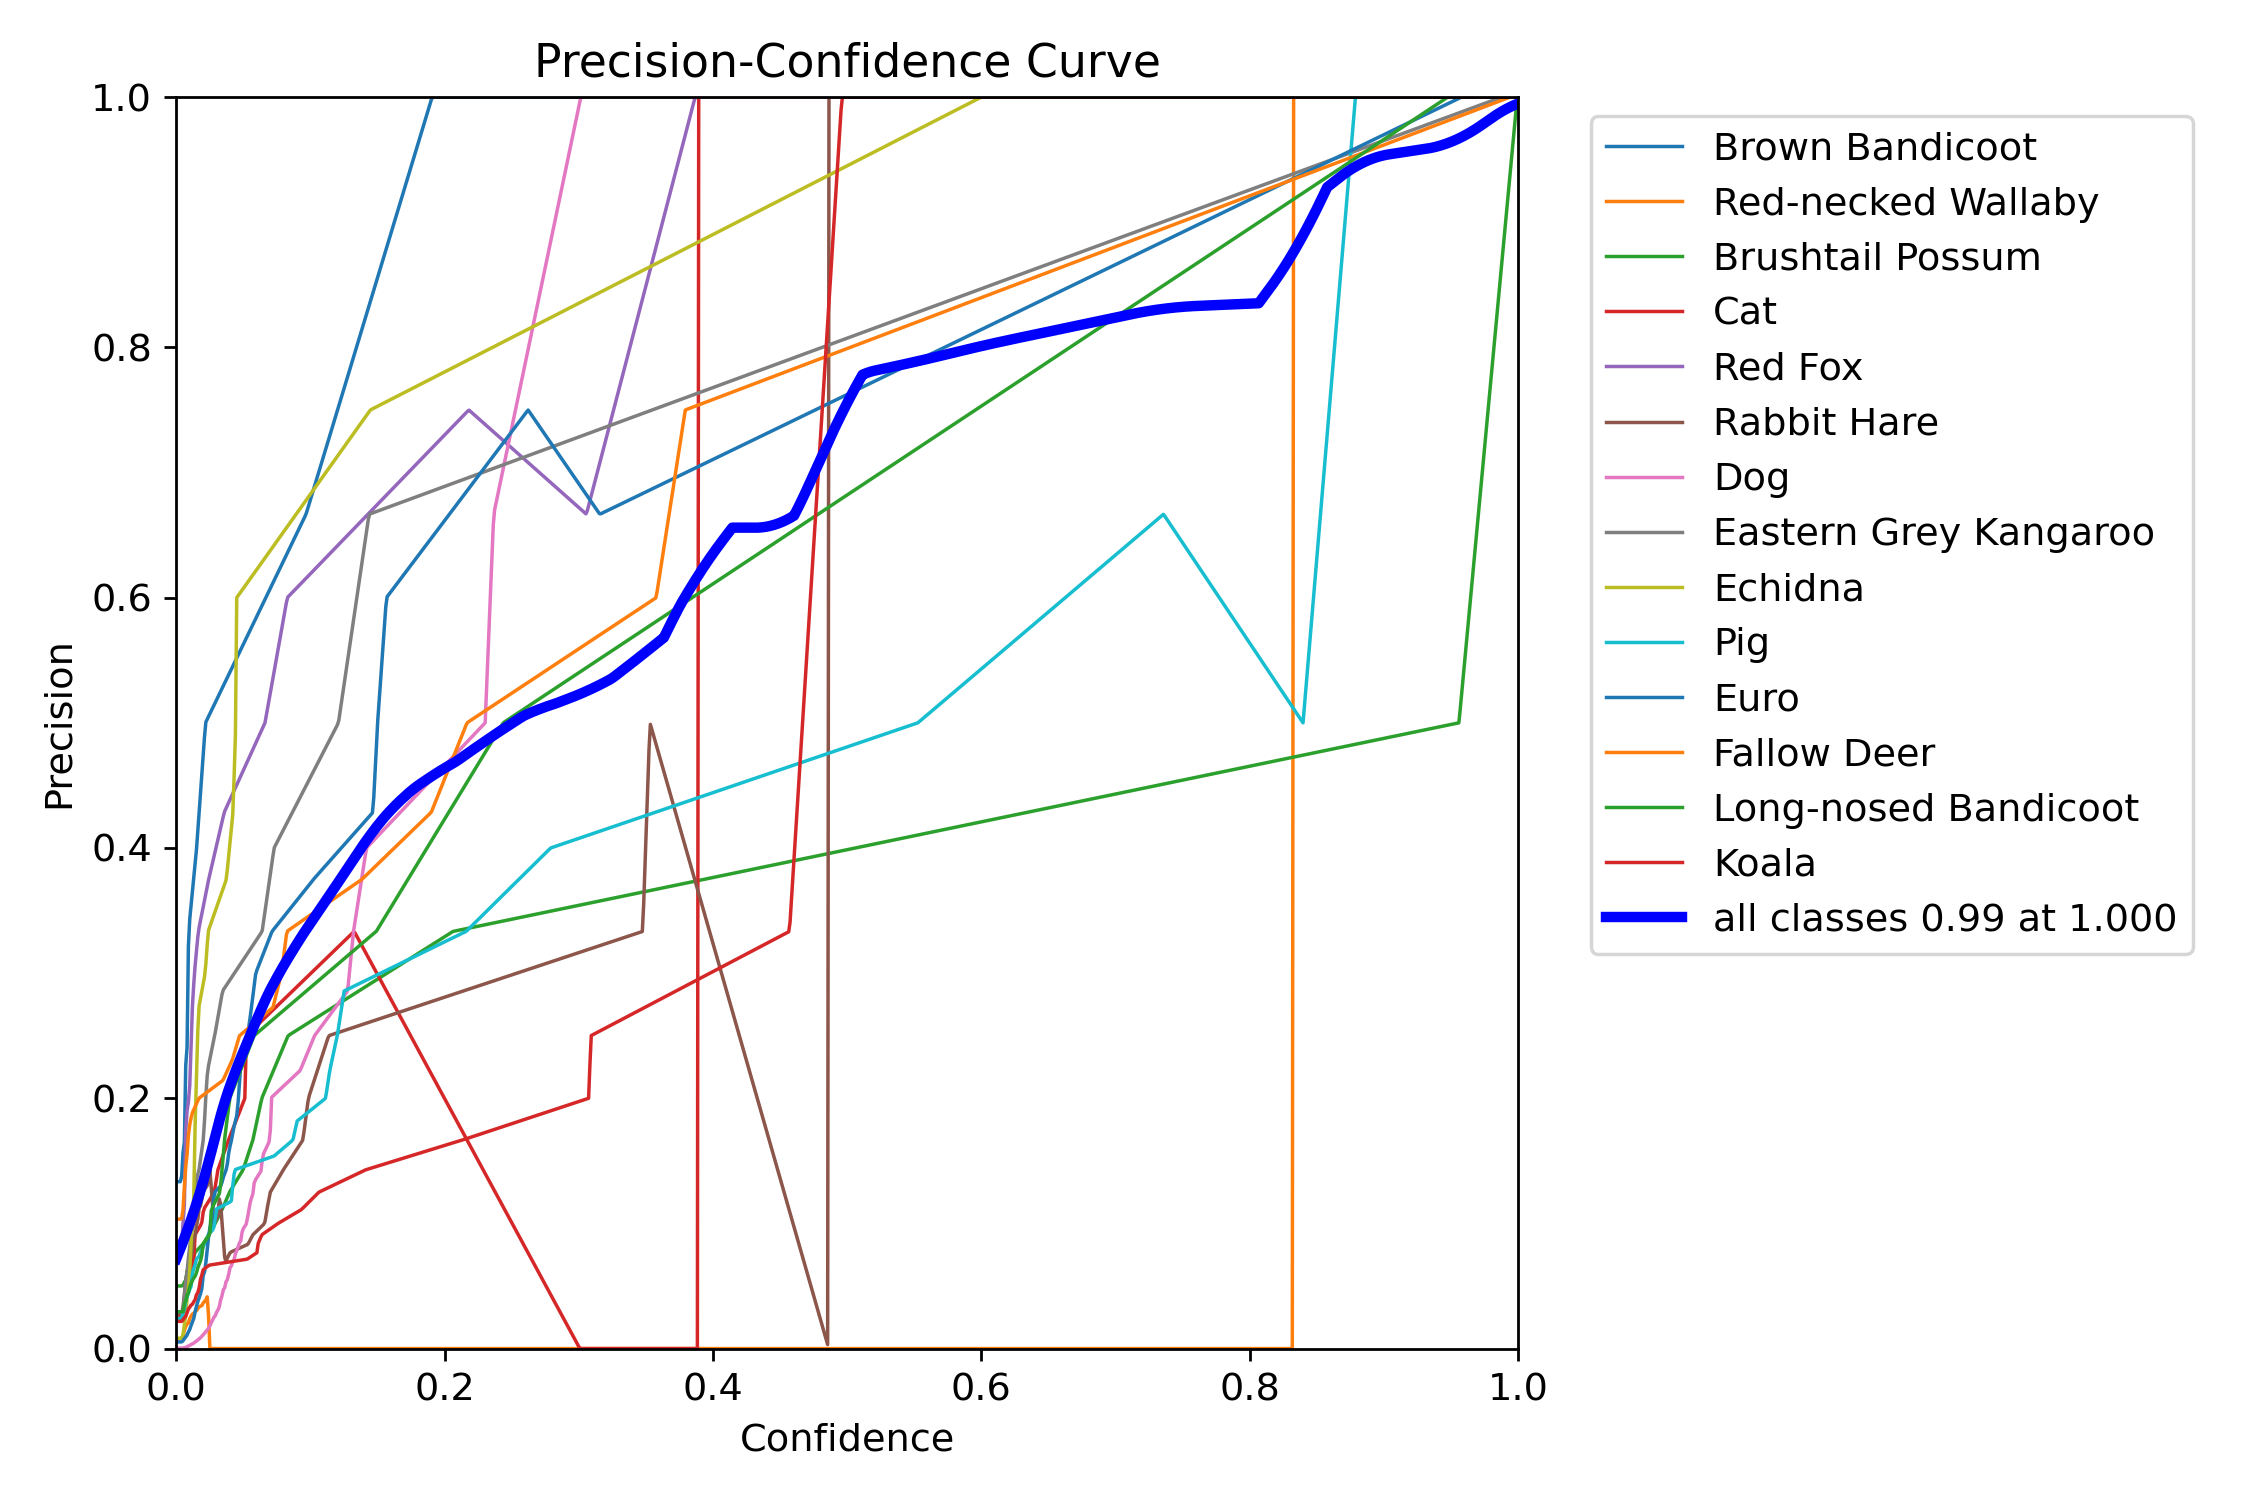 Precision-Confidence Curve
1.0
0.8
0.6
0.4
0.2
0.0
Precision
0.0 0.2 0.4 0.6 0.8 1.0
Confidence
Brown Bandicoot
Red-necked Wallaby
Brushtail Possum
Cat
Red Fox
Rabbit Hare
Dog
Eastern Grey Kangaroo
Echidna
Pig
Euro
Fallow Deer
Long-nosed Bandicoot
Koala
all classes 0.99 at 1.000